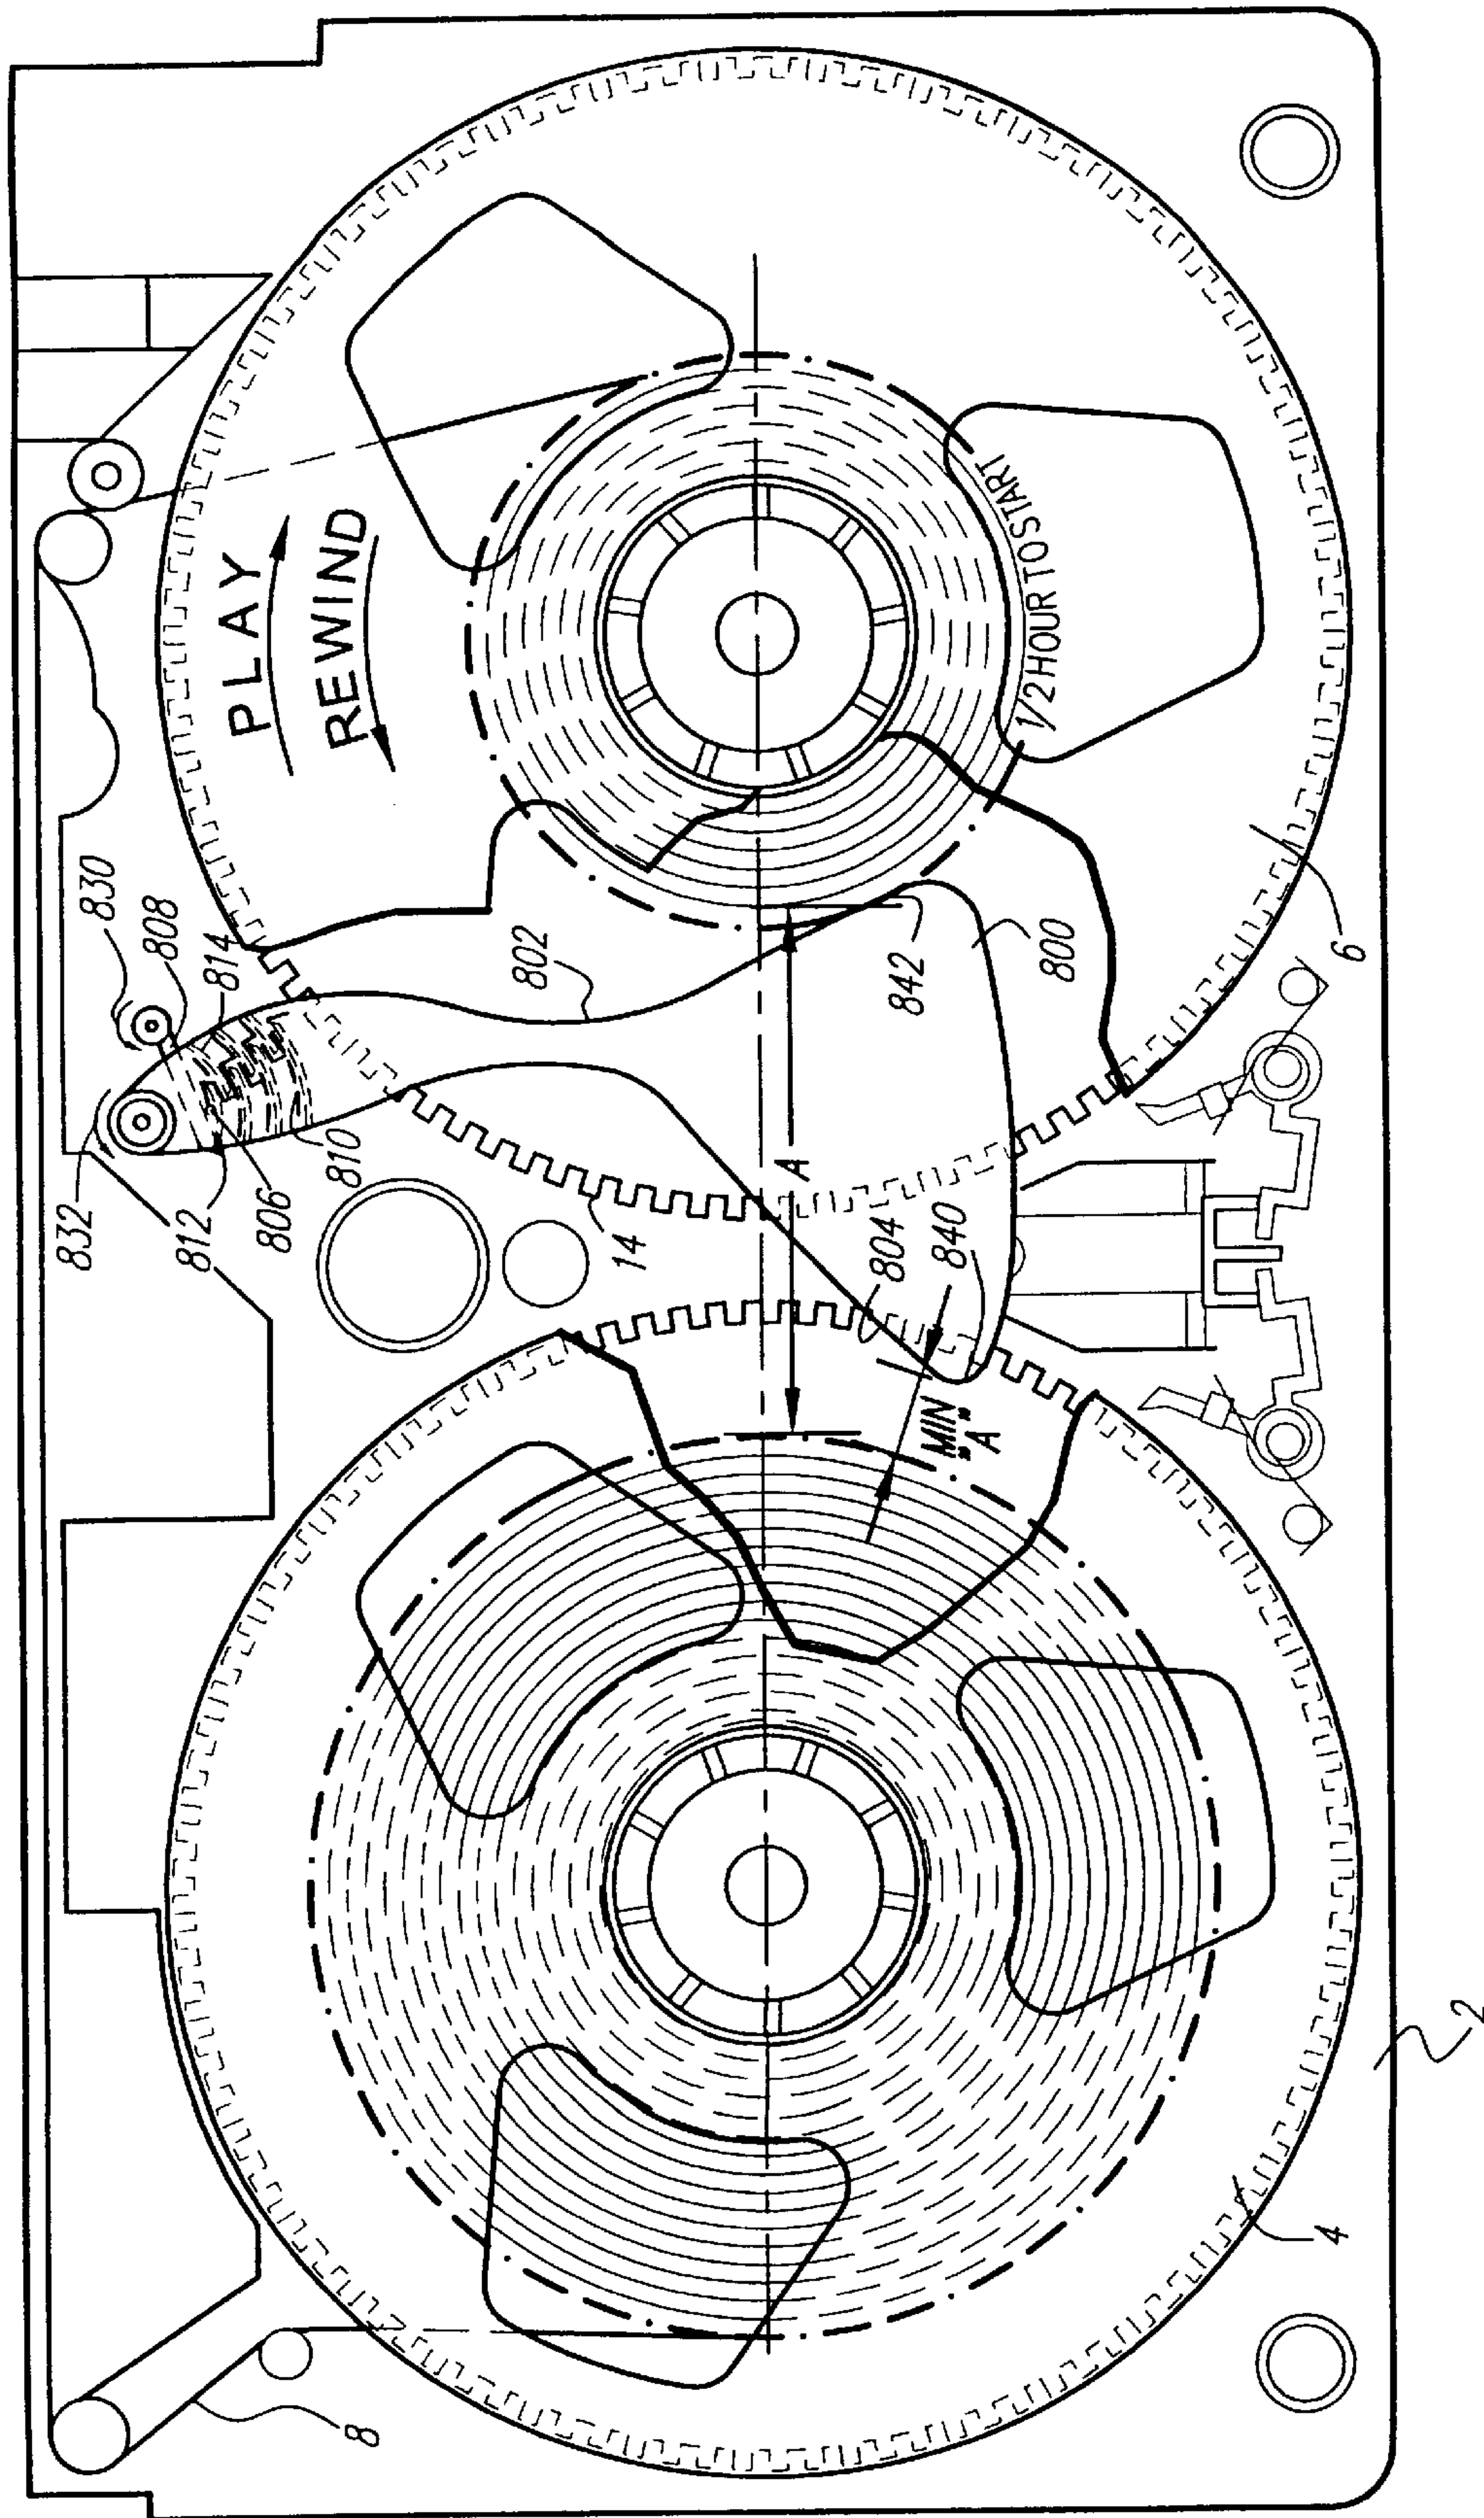 832
812
806
810
830
808
814
802
PLAY
REWIND
14
804
840
A
842
800
1/2 HOUR TO START
MIN
"A"
6
8
4
2